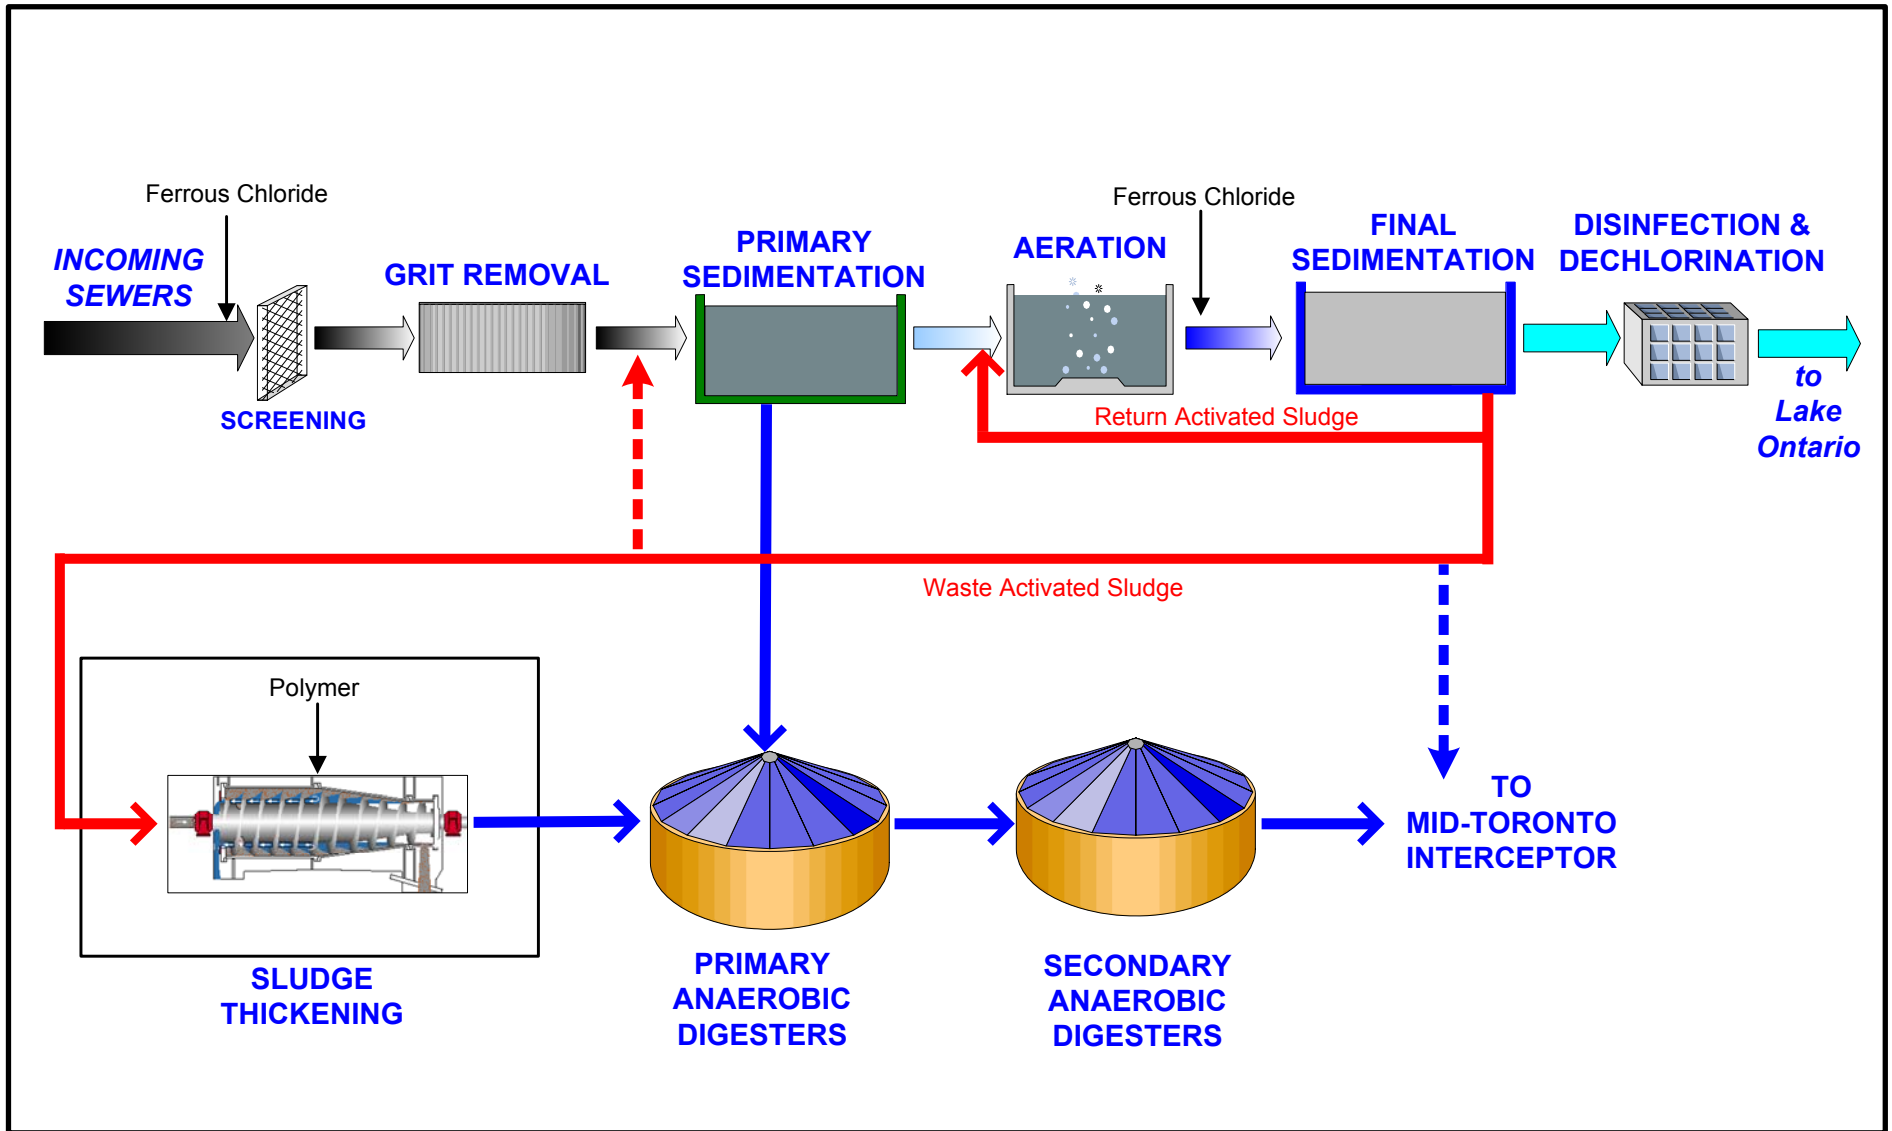 Ferrous Chloride
INCOMING
SEWERS
SCREENING
GRIT REMOVAL
PRIMARY
SEDIMENTATION
AERATION
Ferrous Chloride
FINAL
SEDIMENTATION
DISINFECTION &
DECHLORINATION
to
Lake
Ontario
Return Activated Sludge
Waste Activated Sludge
Polymer
SLUDGE
THICKENING
PRIMARY
ANAEROBIC
DIGESTERS
SECONDARY
ANAEROBIC
DIGESTERS
TO
MID-TORONTO
INTERCEPTOR